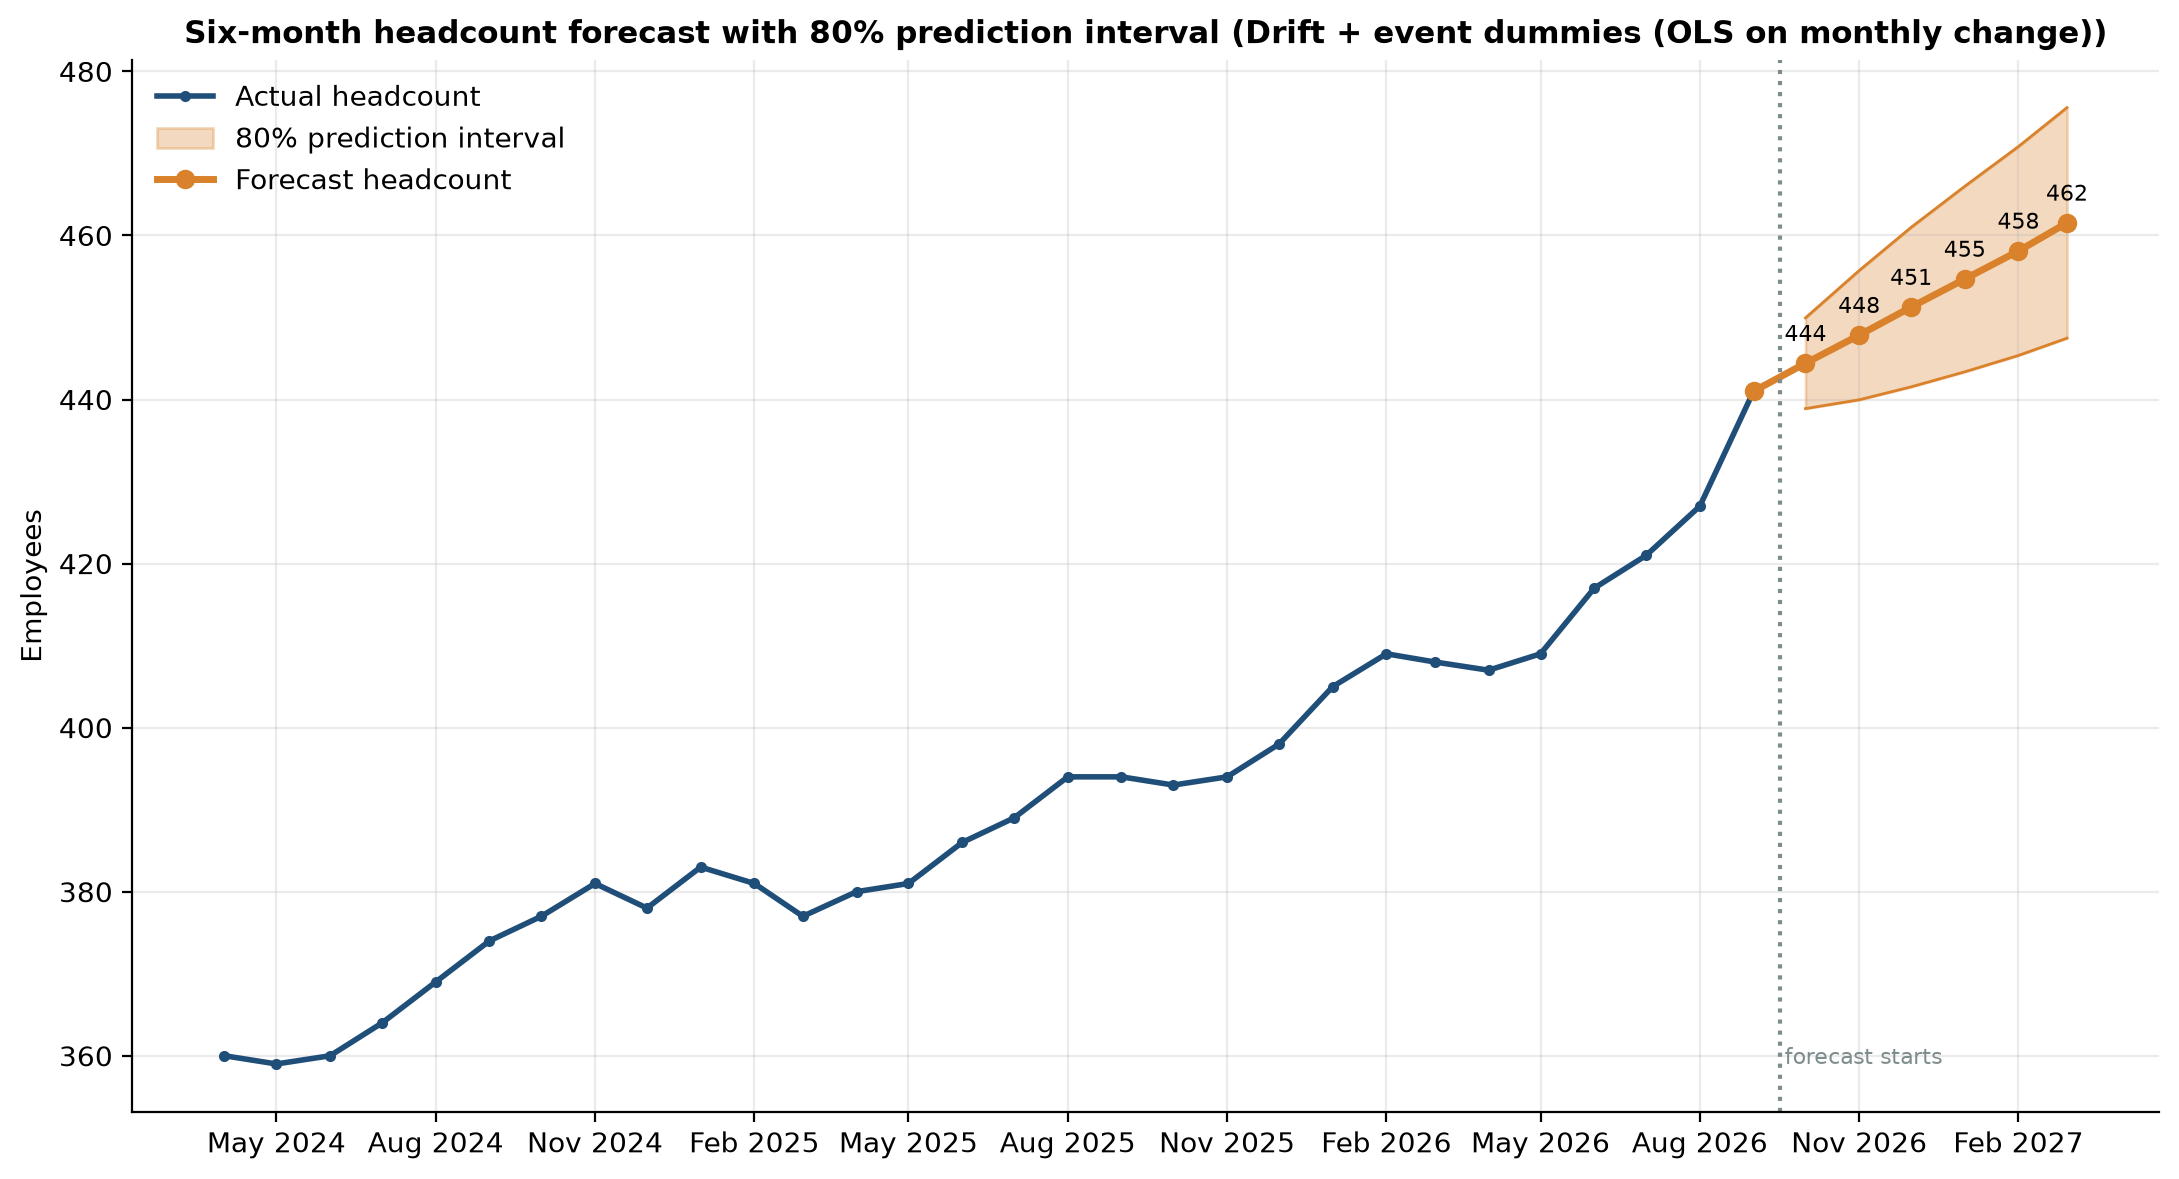 Six-month headcount forecast with 80% prediction interval (Drift + event dummies (OLS on monthly change))
Actual headcount
80% prediction interval
Forecast headcount
Employees
480
460
440
420
400
380
360
444
448
451
455
458
462
forecast starts
May 2024
Aug 2024
Nov 2024
Feb 2025
May 2025
Aug 2025
Nov 2025
Feb 2026
May 2026
Aug 2026
Nov 2026
Feb 2027